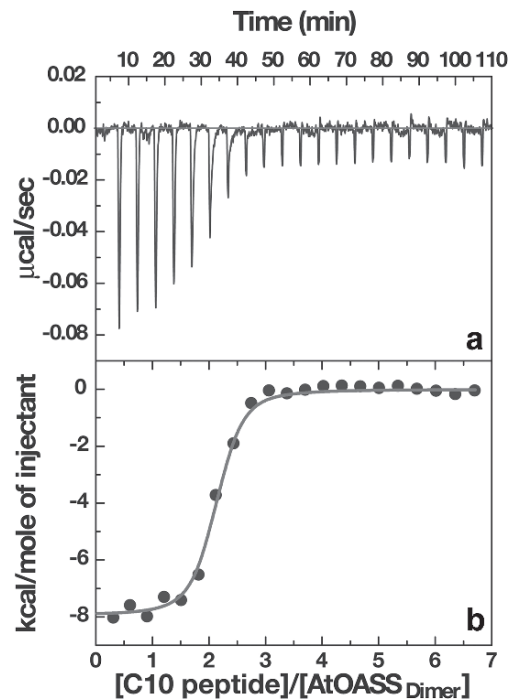 Time (min)
10 20 30 40 50 60 70 80 90 100 110
0.02
0.00
-0.02
-0.04
-0.06
-0.08
μcal/sec
a
0
-2
-4
-6
-8
kcal/mole of injectant
b
0 1 2 3 4 5 6 7
[C10 peptide]/[AtOASS Dimer]